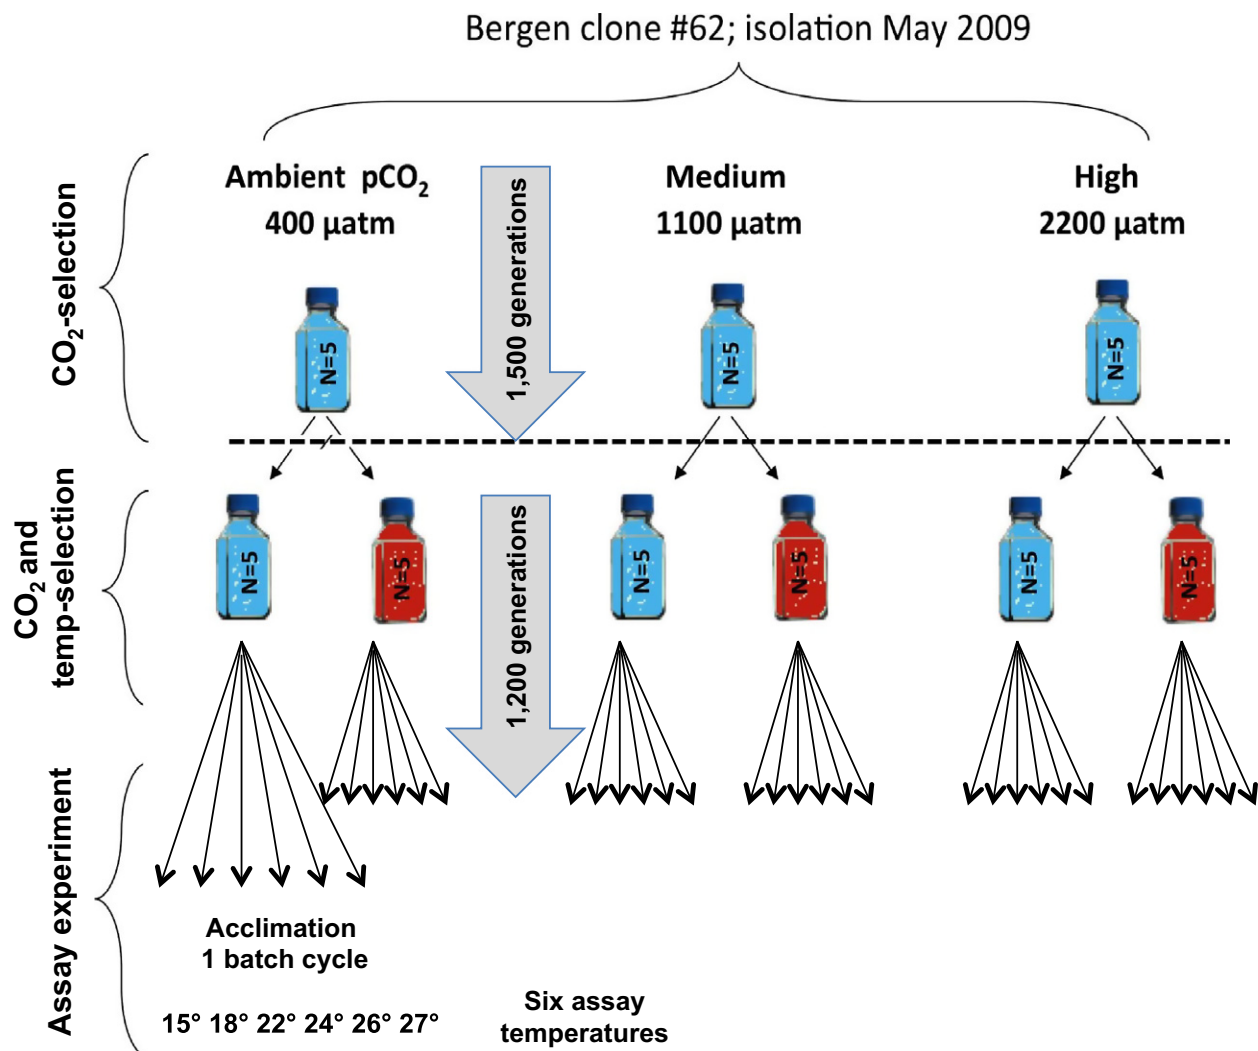 Bergen clone #62; isolation May 2009
CO₂-selection
Ambient pCO₂
400 µatm
1,500 generations
Medium
1100 µatm
High
2200 µatm
N=5
N=5
N=5
CO₂ and
temp-selection
N=5
N=5
1,200 generations
N=5
N=5
N=5
N=5
Assay experiment
Acclimation
1 batch cycle
15° 18° 22° 24° 26° 27°
Six assay
temperatures